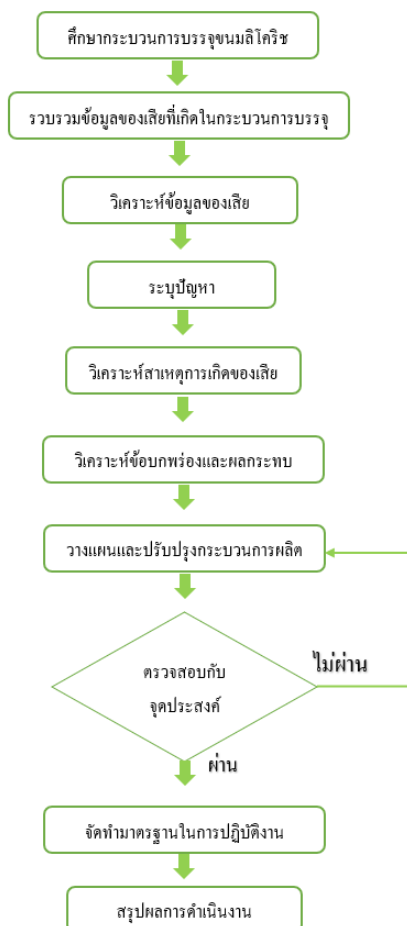 ศึกษากระบวนการบรรจุขนมลิโคริช
รวบรวมข้อมูลของเสียที่เกิดในกระบวนการบรรจุ
วิเคราะห์ข้อมูลของเสีย
ระบุปัญหา
วิเคราะห์สาเหตุการเกิดของเสีย
วิเคราะห์ข้อบกพร่องและผลกระทบ
วางแผนและปรับปรุงกระบวนการผลิต
ตรวจสอบกับ
จุดประสงค์
ไม่ผ่าน
ผ่าน
จัดทำมาตรฐานในการปฏิบัติงาน
สรุปผลการดำเนินงาน